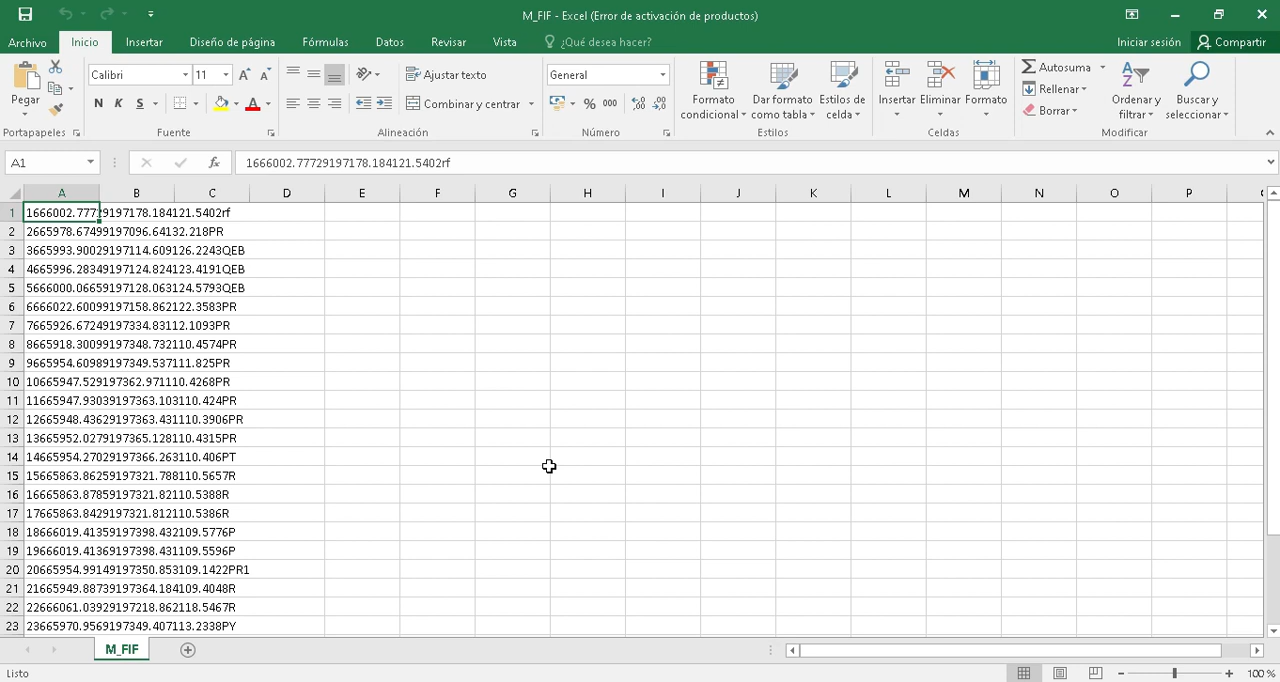 M_FIF - Excel (Error de activación de productos)
Archivo Inicio Insertar Diseño de página Fórmulas Datos Revisar Vista ¿Qué desea hacer? Iniciar sesión Compartir
Pegar
Portapapeles
Calibri 11
N K S
Fuente
Ajustar texto
Combinar y centrar
Alineación
General
% 000
Número
Formato condicional
Dar formato como tabla
Estilos de celda
Estilos
Insertar Eliminar Formato
Celdas
Autosuma
Rellenar
Borrar
Ordenar y filtrar
Buscar y seleccionar
Modificar
A1 fx 1666002.77729197178.184121.5402rf
A B C D E F G H I J K L M N O P
1 1666002.77729197178.184121.5402rf
2 2665978.67499197096.64132.218PR
3 3665993.90029197114.609126.2243QEB
4 4665996.28349197124.824123.4191QEB
5 5666000.06659197128.063124.5793QEB
6 6666022.60099197158.862122.3583PR
7 7665926.67249197334.83112.1093PR
8 8665918.30099197348.732110.4574PR
9 9665954.60989197349.537111.825PR
10 10665947.529197362.971110.4268PR
11 11665947.93039197363.103110.424PR
12 12665948.43629197363.431110.3906PR
13 13665952.0279197365.128110.4315PR
14 14665954.27029197366.263110.406PT
15 15665863.86259197321.788110.5657R
16 16665863.87859197321.82110.5388R
17 17665863.8429197321.812110.5386R
18 18666019.41359197398.432109.5776P
19 19666019.41369197398.431109.5596P
20 20665954.99149197350.853109.1422PR1
21 21665949.88739197364.184109.4048R
22 22666061.03929197218.862118.5467R
23 23665970.9569197349.407113.2338PY
M_FIF
Listo 100 %